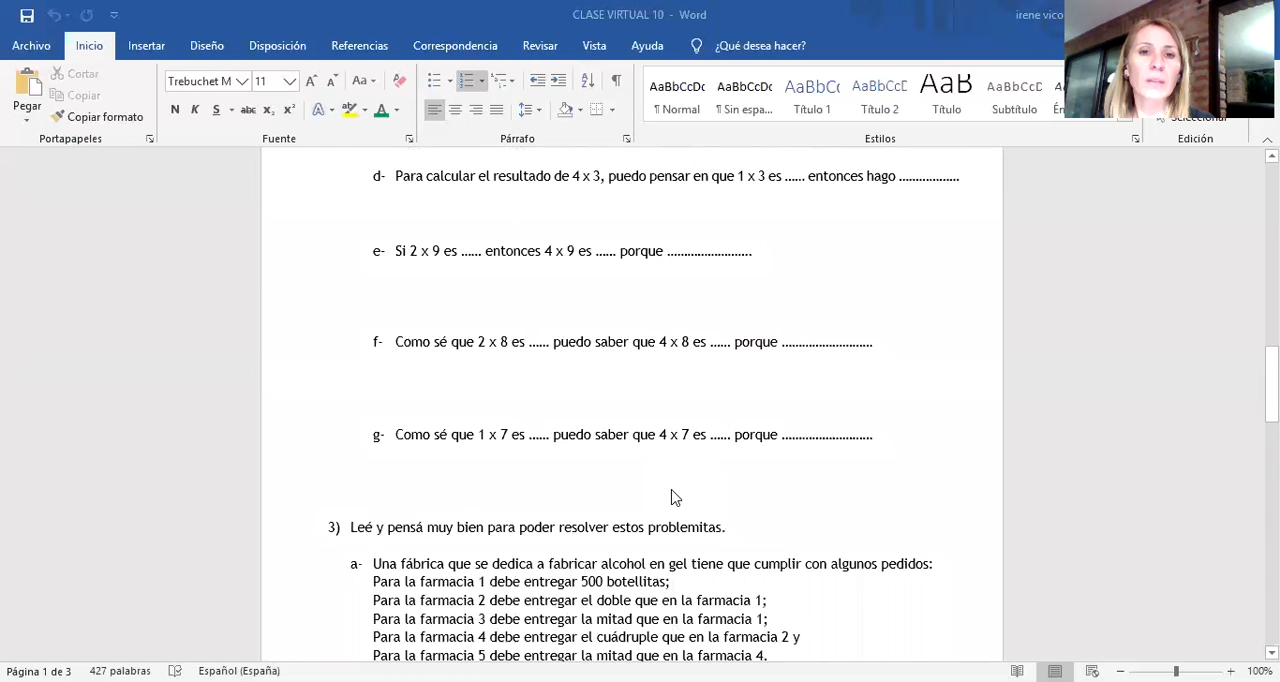 CLASE VIRTUAL 10 - Word
irene vico
Archivo Inicio Insertar Diseño Disposición Referencias Correspondencia Revisar Vista Ayuda ¿Qué desea hacer?
Pegar
Cortar
Copiar
Copiar formato
Portapapeles
Trebuchet M 11
N K S abc x₂ x²
Fuente
Párrafo
AaBbCcDc AaBbCcDc AaBbCc AaBbCcD AaB AaBbCcD
¶ Normal ¶ Sin espa... Título 1 Título 2 Título Subtítulo
Estilos
Seleccionar
Edición
d- Para calcular el resultado de 4 x 3, puedo pensar en que 1 x 3 es ...... entonces hago ..................
e- Si 2 x 9 es ...... entonces 4 x 9 es ...... porque .........................
f- Como sé que 2 x 8 es ...... puedo saber que 4 x 8 es ...... porque ...........................
g- Como sé que 1 x 7 es ...... puedo saber que 4 x 7 es ...... porque ...........................
3) Leé y pensá muy bien para poder resolver estos problemitas.
a- Una fábrica que se dedica a fabricar alcohol en gel tiene que cumplir con algunos pedidos:
Para la farmacia 1 debe entregar 500 botellitas;
Para la farmacia 2 debe entregar el doble que en la farmacia 1;
Para la farmacia 3 debe entregar la mitad que en la farmacia 1;
Para la farmacia 4 debe entregar el cuádruple que en la farmacia 2 y
Para la farmacia 5 debe entregar la mitad que en la farmacia 4.
Página 1 de 3 427 palabras Español (España) 100%